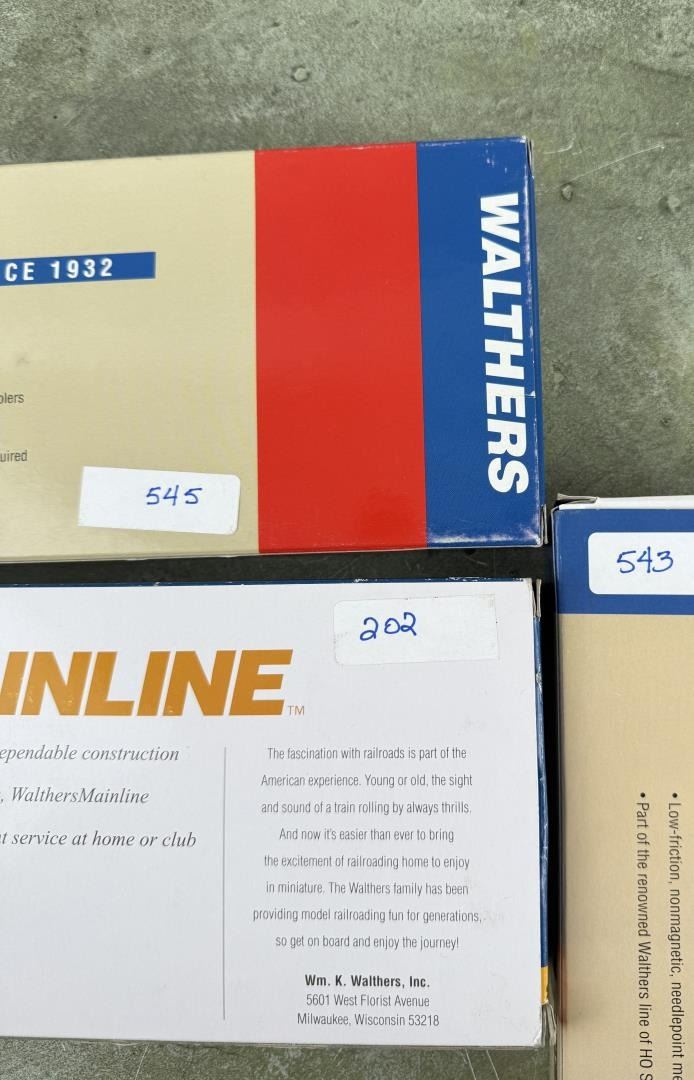 CE 1932
WALTHERS
uired
545
543
202
INLINE™
ependable construction
, WalthersMainline
service at home or club
The fascination with railroads is part of the
American experience. Young or old, the sight
and sound of a train rolling by always thrills.
And now it's easier than ever to bring
the excitement of railroading home to enjoy
in miniature. The Walthers family has been
providing model railroading fun for generations,
so get on board and enjoy the journey!
Wm. K. Walthers, Inc.
5601 West Florist Avenue
Milwaukee, Wisconsin 53218
• Low-friction, nonmagnetic, needlepoint me
• Part of the renowned Walthers line of HO S